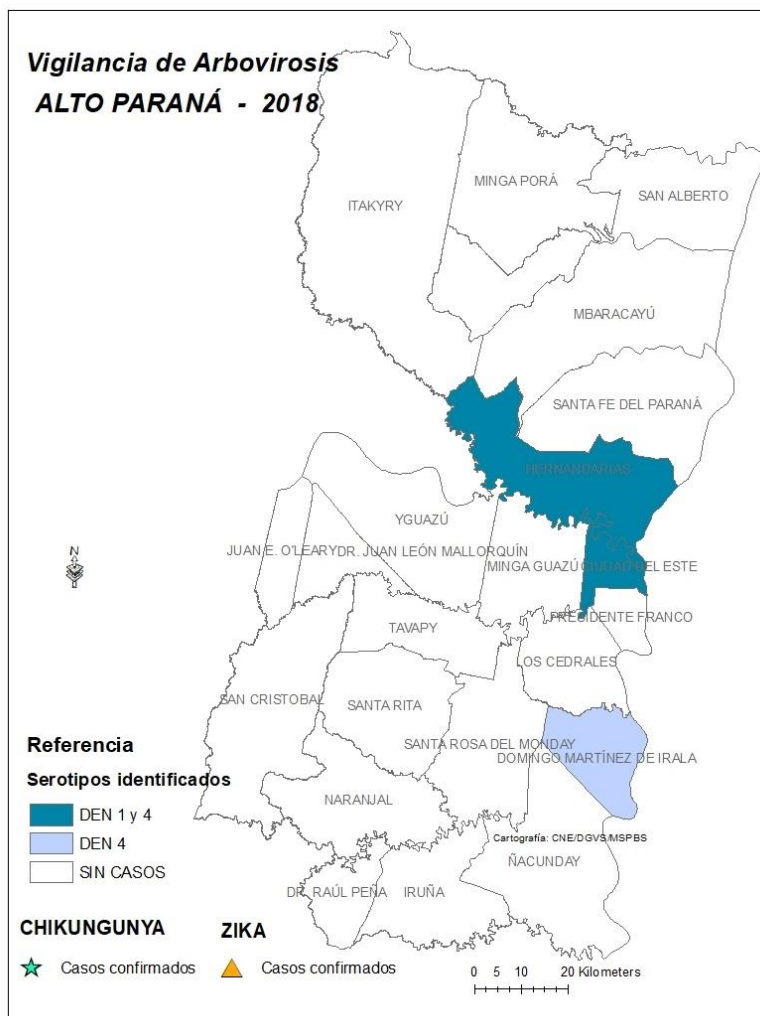 Vigilancia de Arbovirosis
ALTO PARANÁ - 2018
MINGA PORÁ
SAN ALBERTO
ITAKYRY
MBARACAYÚ
SANTA FE DEL PARANÁ
HERNANDARIAS
YGUAZÚ
JUAN E. O'LEARY
DR. JUAN LEÓN MALLORQUÍN
MINGA GUAZÚ
CIUDAD DEL ESTE
PRESIDENTE FRANCO
TAVAPY
LOS CEDRALES
SAN CRISTOBAL
SANTA RITA
SANTA ROSA DEL MONDAY
DOMINGO MARTÍNEZ DE IRALA
NARANJAL
Cartografía: CNE/DGVS/MSPBS
ÑACUNDAY
DR. RAÚL PEÑA
IRUÑA
N
Referencia
Serotipos identificados
DEN 1 y 4
DEN 4
SIN CASOS
CHIKUNGUNYA
ZIKA
Casos confirmados
Casos confirmados
0 5 10 20 Kilometers